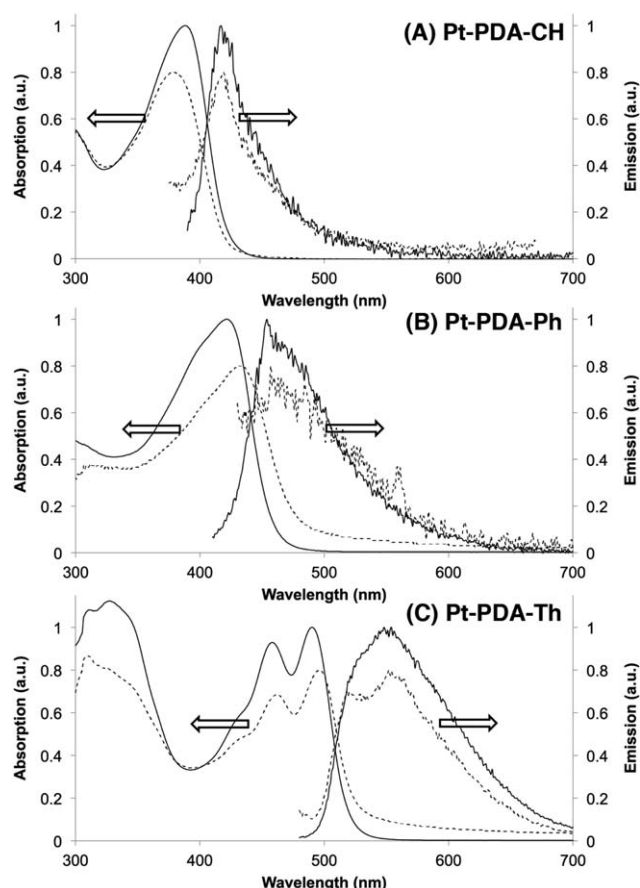 (A) Pt-PDA-CH
1 1
0.8 0.8
0.6 0.6
0.4 0.4
0.2 0.2
0 0
Absorption (a.u.)
Emission (a.u.)
300 400 500 600 700
Wavelength (nm)
(B) Pt-PDA-Ph
1 1
0.8 0.8
0.6 0.6
0.4 0.4
0.2 0.2
0 0
Absorption (a.u.)
Emission (a.u.)
300 400 500 600 700
Wavelength (nm)
(C) Pt-PDA-Th
1 1
0.8 0.8
0.6 0.6
0.4 0.4
0.2 0.2
0 0
Absorption (a.u.)
Emission (a.u.)
300 400 500 600 700
Wavelength (nm)